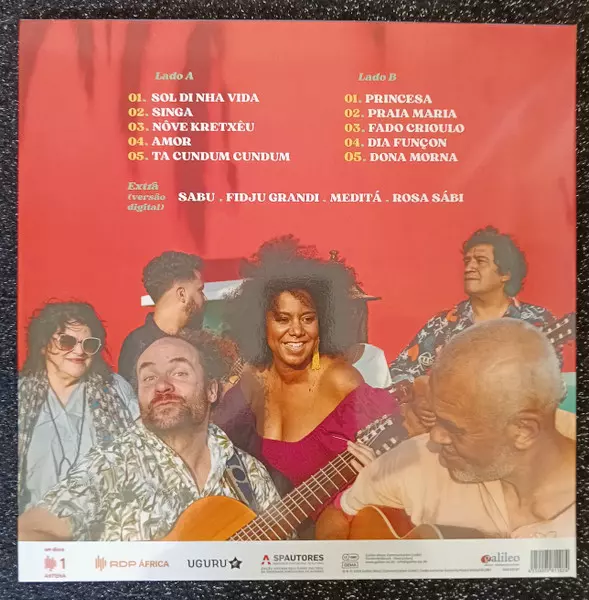 Lado A
01. SOL DI NHA VIDA
02. SINGA
03. NÔVE KRETXÊU
04. AMOR
05. TA CUNDUM CUNDUM
Lado B
01. PRINCESA
02. PRAIA MARIA
03. FADO CRIOULO
04. DIA FUNÇON
05. DONA MORNA
Extra
(versão
digital)
SABU . FIDJU GRANDI . MEDITÁ . ROSA SÁBI
1
ANTENA
RDP ÁFRICA
UGURU
SPAUTORES
galileo